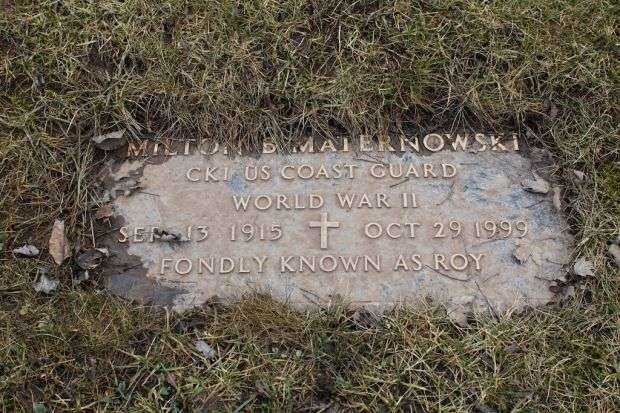 MILTON B MATERNOWSKI
CK1 US COAST GUARD
WORLD WAR II
SEP 13 1915 OCT 29 1999
FONDLY KNOWN AS ROY